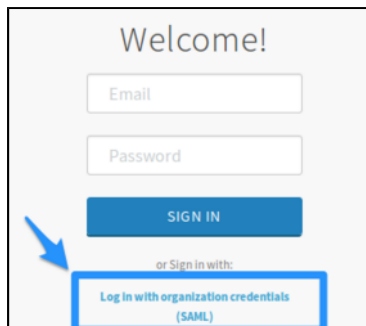 Welcome!
Email
Password
SIGN IN
or Sign in with:
Log in with organization credentials
(SAML)